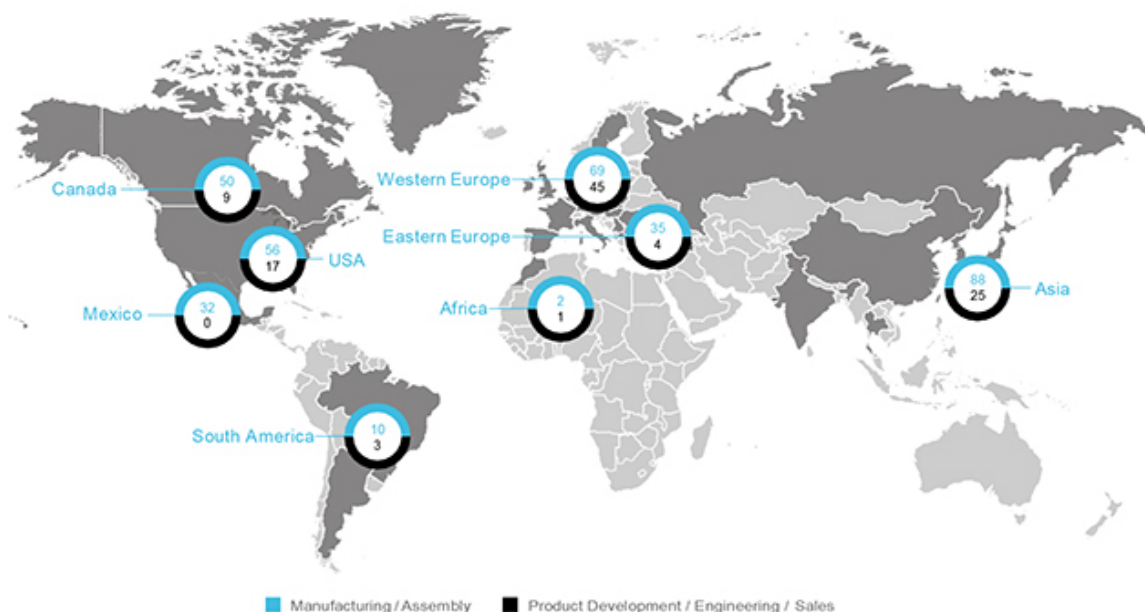 Canada
50
9
56
17
USA
Mexico
32
0
South America
10
3
Western Europe
69
45
Eastern Europe
35
4
Africa
2
1
88
25
Asia
Manufacturing / Assembly
Product Development / Engineering / Sales